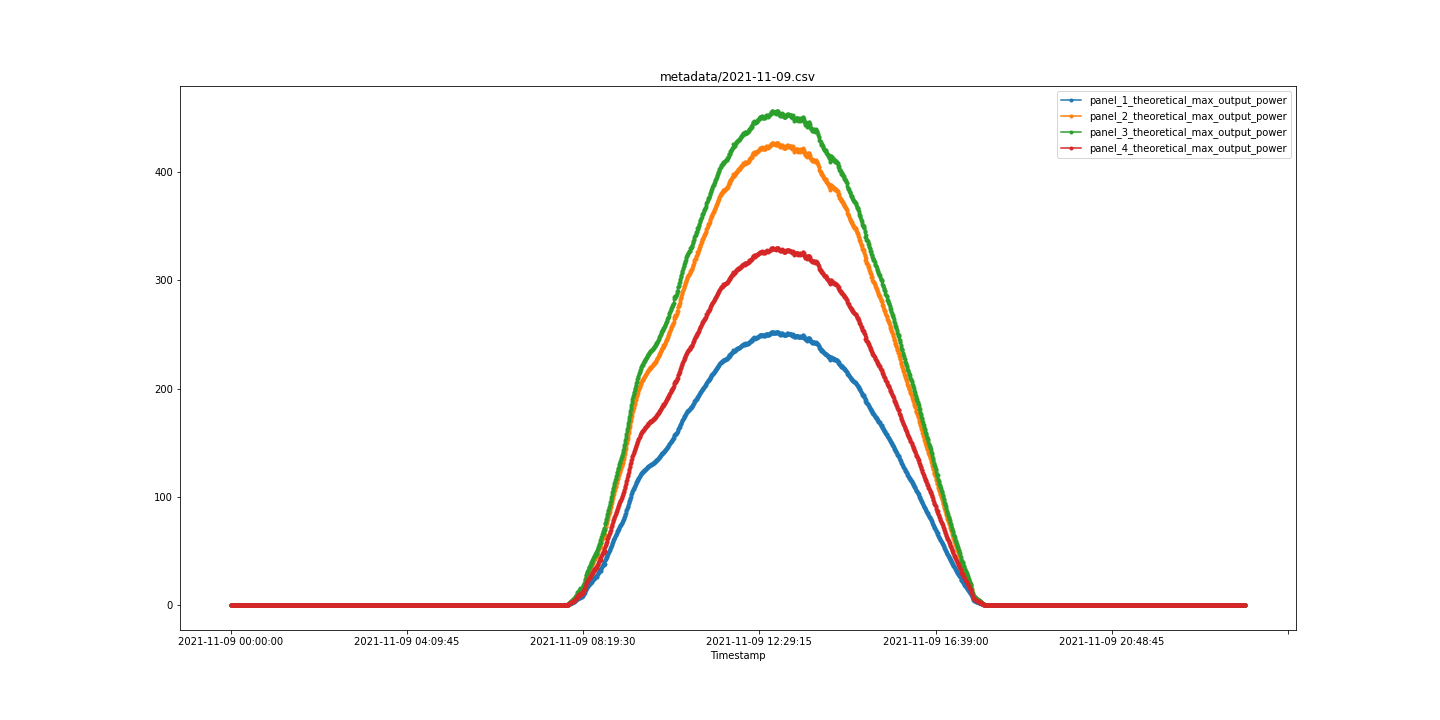 metadata/2021-11-09.csv
panel_1_theoretical_max_output_power
panel_2_theoretical_max_output_power
panel_3_theoretical_max_output_power
panel_4_theoretical_max_output_power
400
300
200
100
0
2021-11-09 00:00:00 2021-11-09 04:09:45 2021-11-09 08:19:30 2021-11-09 12:29:15 2021-11-09 16:39:00 2021-11-09 20:48:45
Timestamp